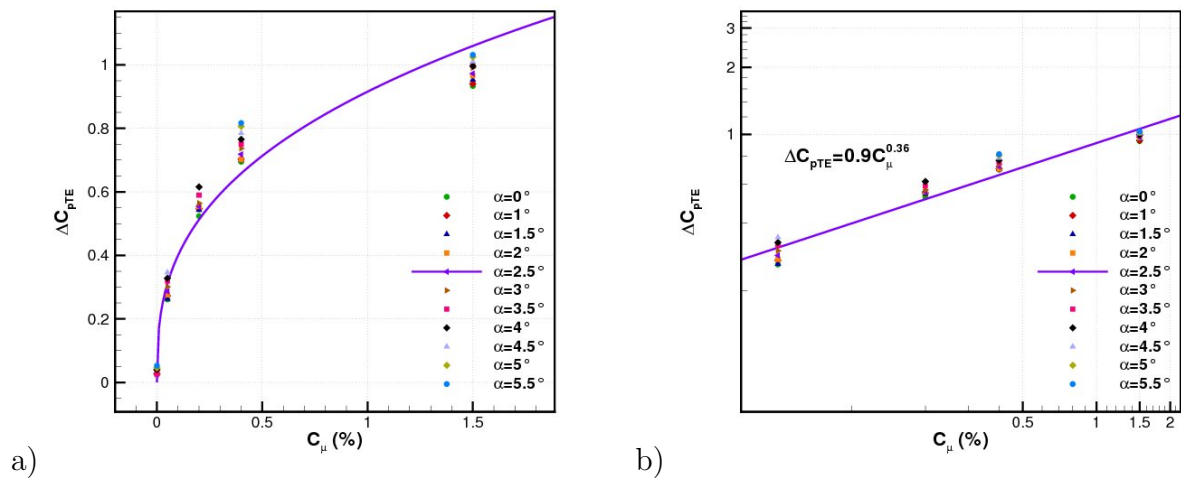 1
0.8
0.6
0.4
0.2
0
ΔC_pTE
0 0.5 1 1.5
C_μ (%)
α=0°
α=1°
α=1.5°
α=2°
α=2.5°
α=3°
α=3.5°
α=4°
α=4.5°
α=5°
α=5.5°
a)
3
2
1
ΔC_pTE
ΔC_pTE=0.9C_μ^0.36
0.5 1 1.5 2
C_μ (%)
α=0°
α=1°
α=1.5°
α=2°
α=2.5°
α=3°
α=3.5°
α=4°
α=4.5°
α=5°
α=5.5°
b)